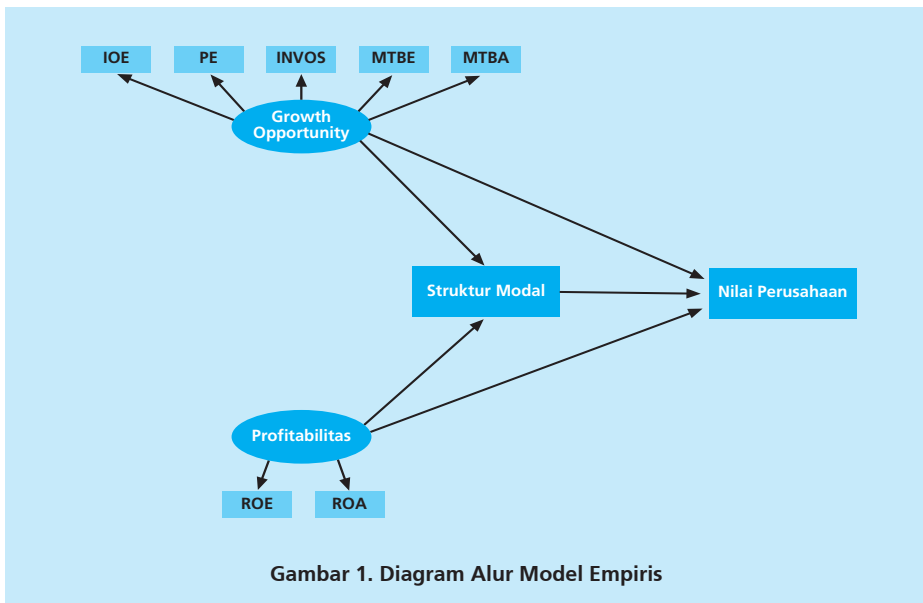 IOE
PE
INVOS
MTBE
MTBA
Growth
Opportunity
Struktur Modal
Nilai Perusahaan
Profitabilitas
ROE
ROA
Gambar 1. Diagram Alur Model Empiris